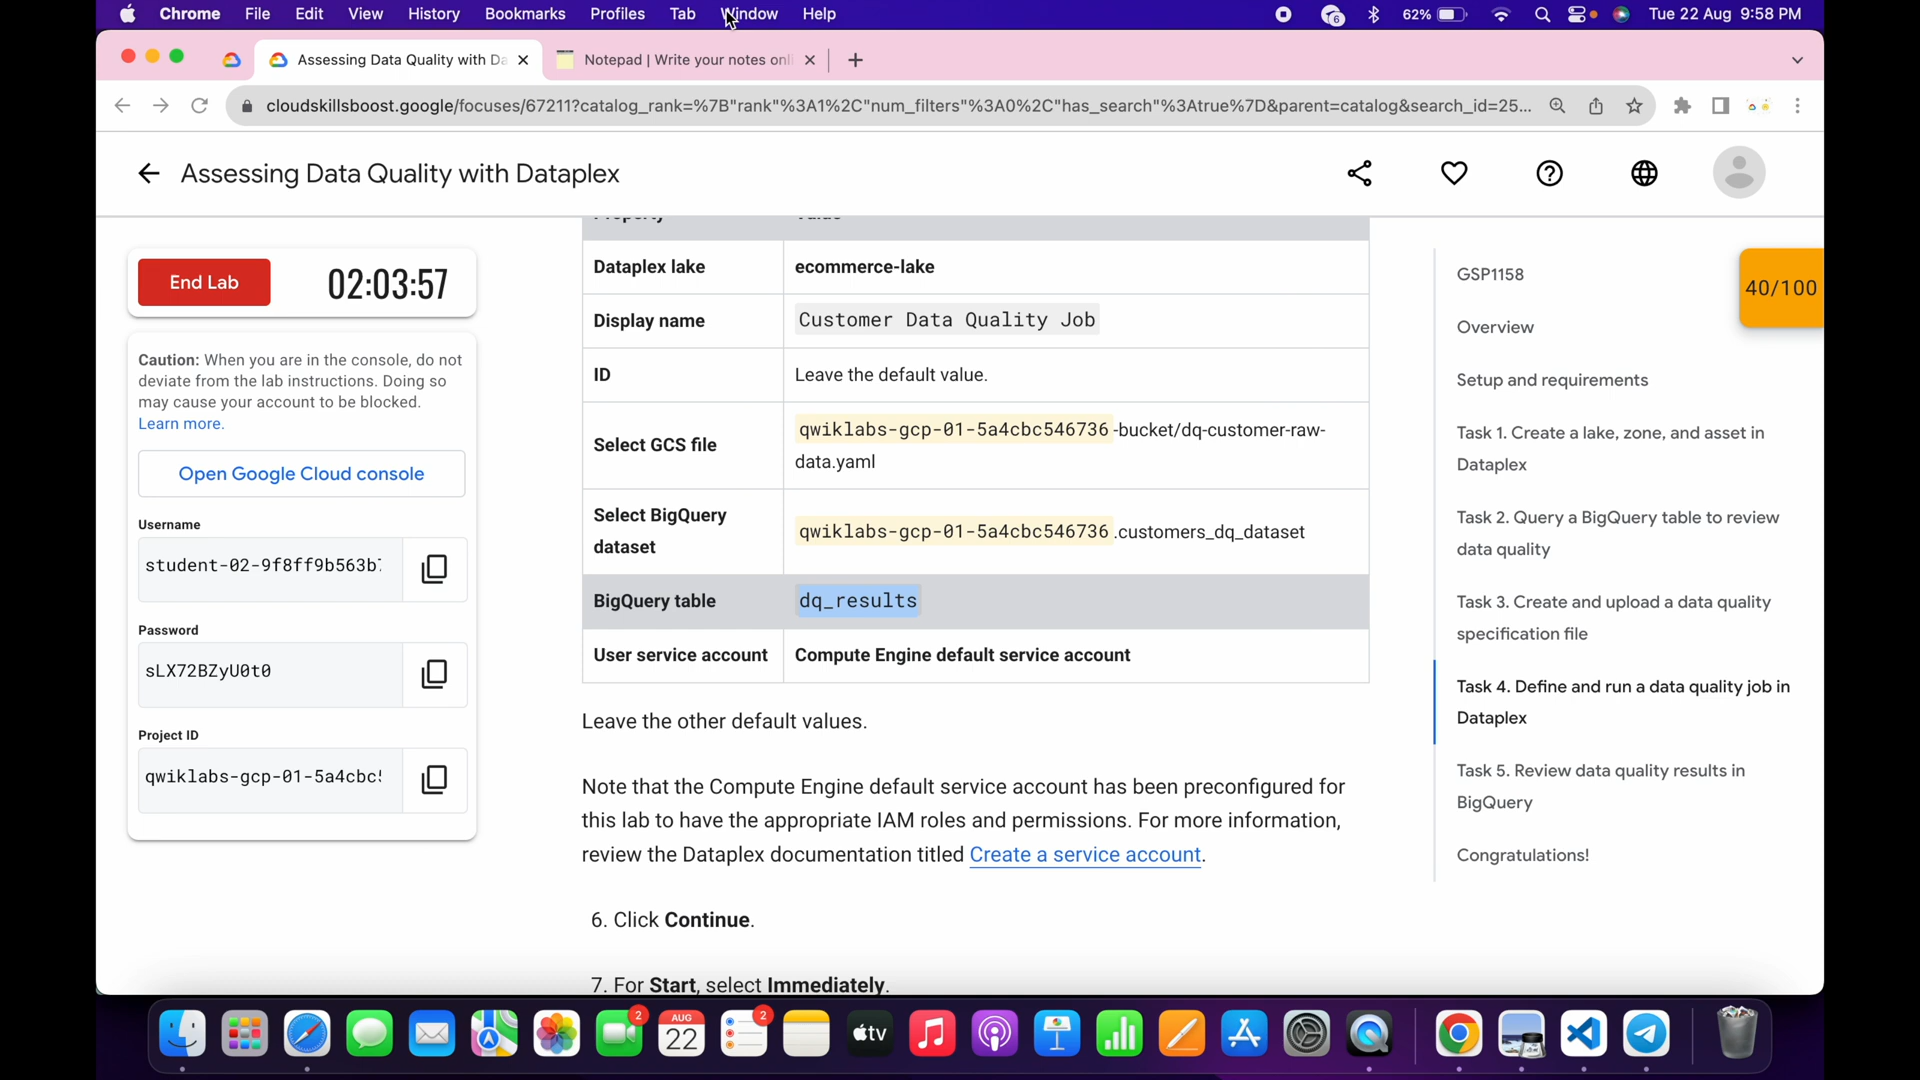 Chrome File Edit View History Bookmarks Profiles Tab Window Help 6 62% Tue 22 Aug 9:58 PM
Assessing Data Quality with Da Notepad | Write your notes onl
cloudskillsboost.google/focuses/67211?catalog_rank=%7B"rank"%3A1%2C"num_filters"%3A0%2C"has_search"%3Atrue%7D&parent=catalog&search_id=25...
Assessing Data Quality with Dataplex
End Lab 02:03:57
Caution: When you are in the console, do not
deviate from the lab instructions. Doing so
may cause your account to be blocked.
Learn more.
Open Google Cloud console
Username
student-02-9f8ff9b563b
Password
sLX72BZyU0t0
Project ID
qwiklabs-gcp-01-5a4cbc
Property Value
Dataplex lake ecommerce-lake
Display name Customer Data Quality Job
ID Leave the default value.
Select GCS file qwiklabs-gcp-01-5a4cbc546736-bucket/dq-customer-raw-
data.yaml
Select BigQuery
dataset qwiklabs-gcp-01-5a4cbc546736.customers_dq_dataset
BigQuery table dq_results
User service account Compute Engine default service account
Leave the other default values.
Note that the Compute Engine default service account has been preconfigured for
this lab to have the appropriate IAM roles and permissions. For more information,
review the Dataplex documentation titled Create a service account.
6. Click Continue.
7. For Start, select Immediately.
GSP1158
Overview
Setup and requirements
Task 1. Create a lake, zone, and asset in
Dataplex
Task 2. Query a BigQuery table to review
data quality
Task 3. Create and upload a data quality
specification file
Task 4. Define and run a data quality job in
Dataplex
Task 5. Review data quality results in
BigQuery
Congratulations!
40/100
2 AUG 22 2 tv